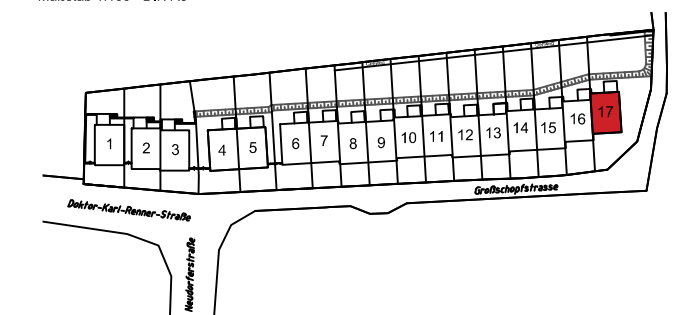 1 2 3 4 5 6 7 8 9 10 11 12 13 14 15 16 17
Großschopfstrasse
Doktor-Karl-Renner-Straße
Neudorferstraße